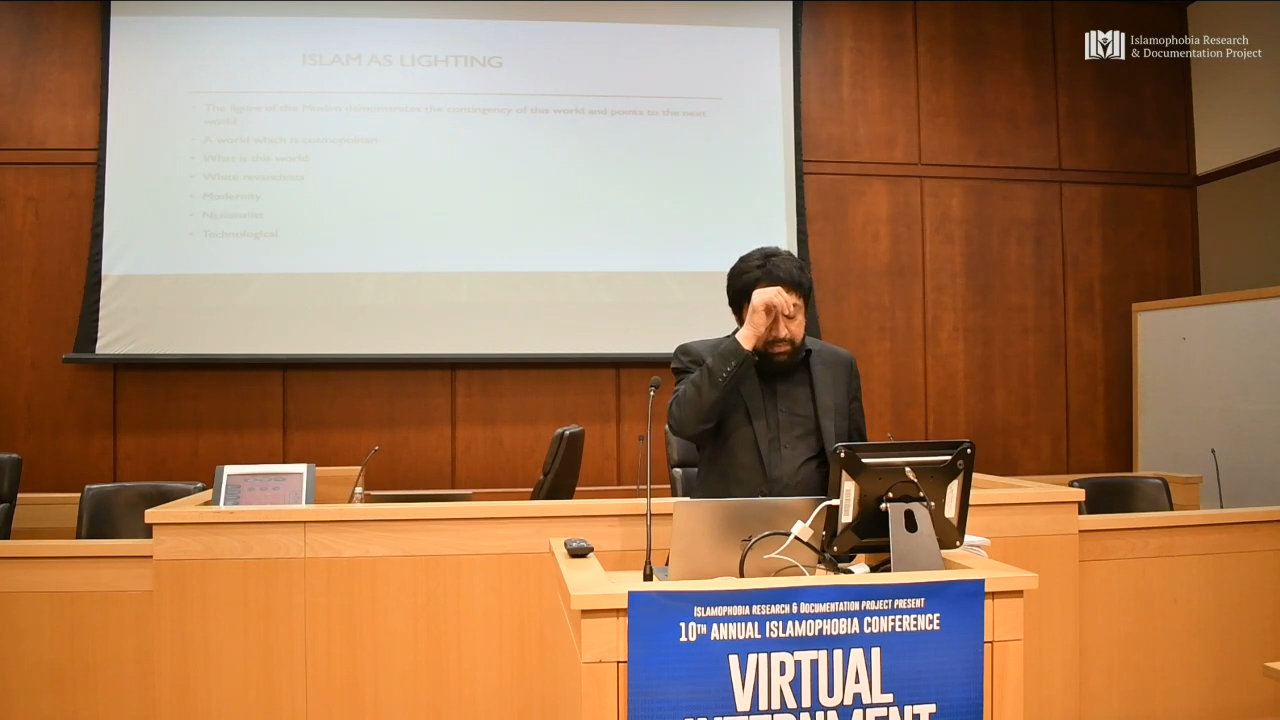 Islamophobia Research
& Documentation Project
ISLAM AS LIGHTING
• The figure of the Muslim demonstrates the contingency of this world and points to the next
world
• A world which is cosmopolitan
• What is this world
• White revanchists
• Modernity
• Technological
ISLAMOPHOBIA RESEARCH & DOCUMENTATION PROJECT PRESENT
10TH ANNUAL ISLAMOPHOBIA CONFERENCE
VIRTUAL
INTERNMENT